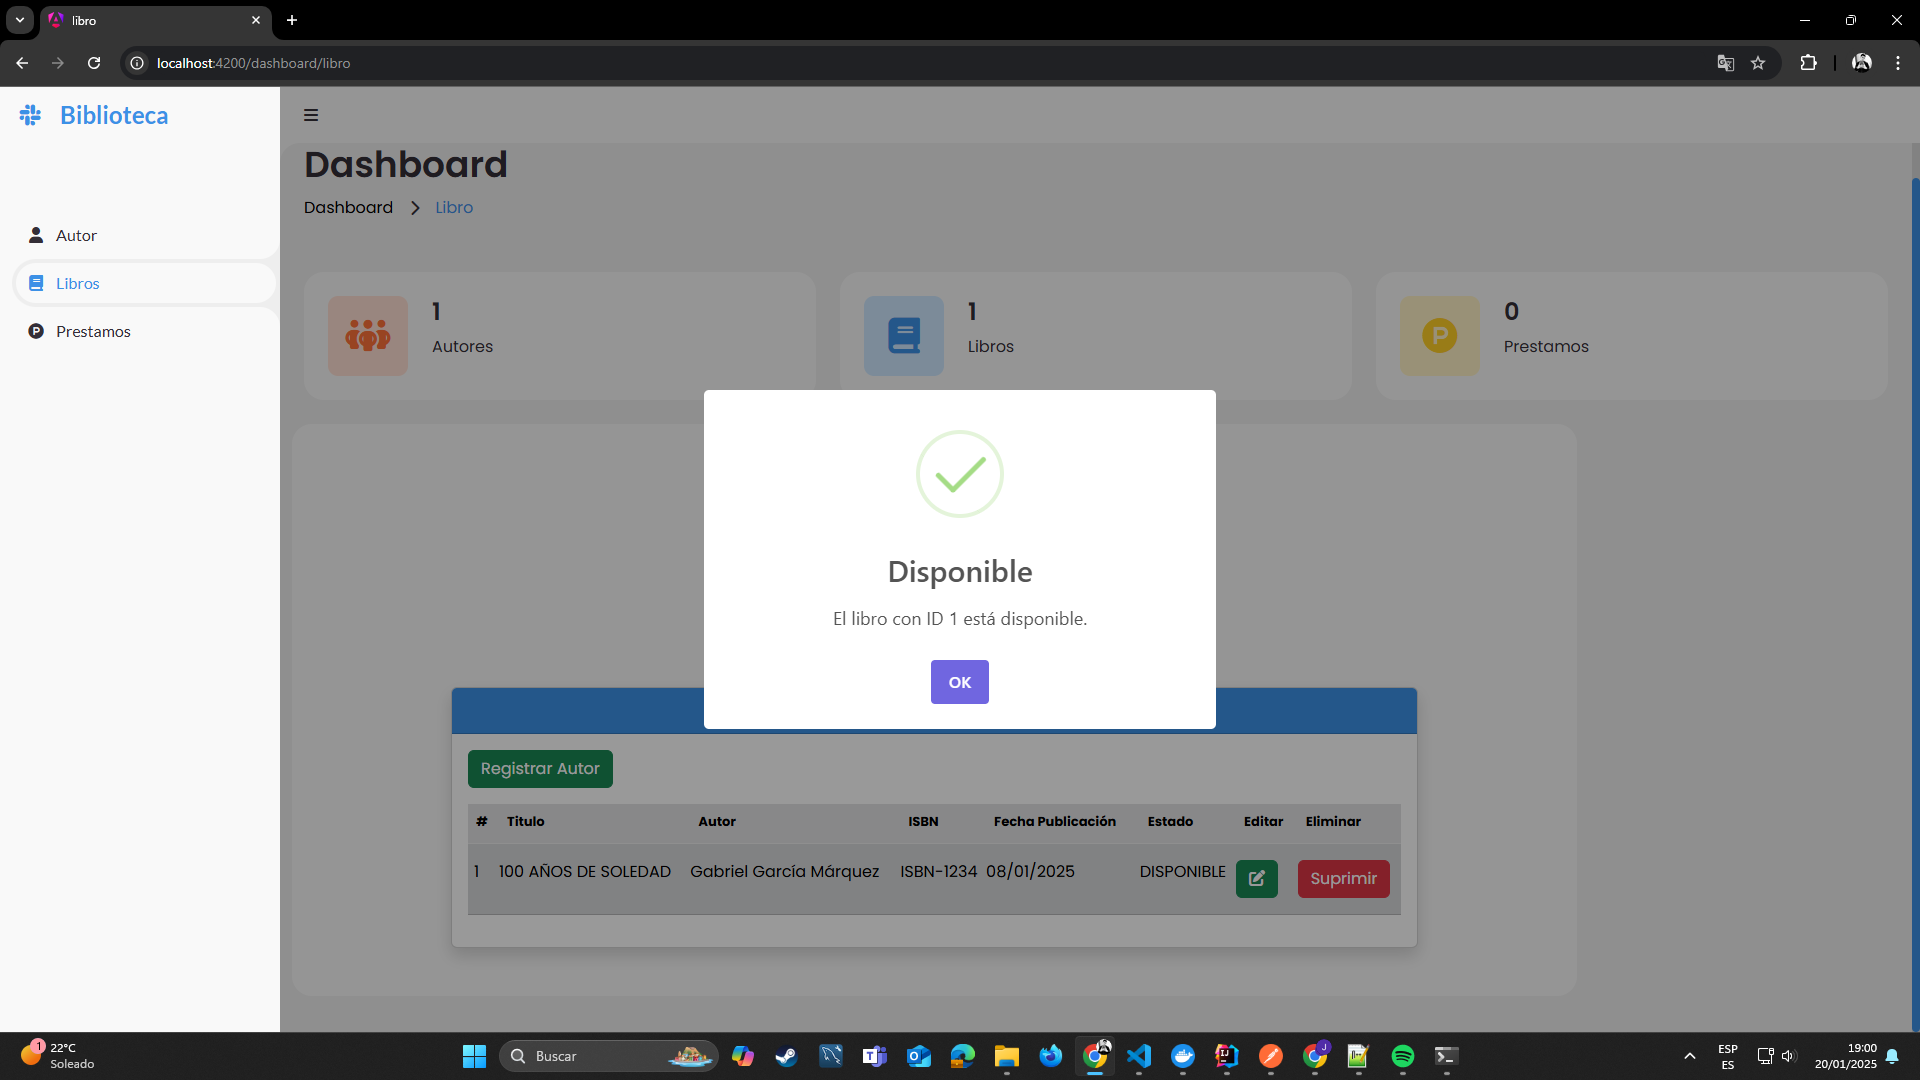 libro
localhost:4200/dashboard/libro
Biblioteca
Dashboard
Dashboard Libro
Autor
Libros
Prestamos
1
Autores
1
Libros
P
0
Prestamos
Disponible
El libro con ID 1 está disponible.
OK
Registrar Autor
# Titulo Autor ISBN Fecha Publicación Estado Editar Eliminar
1 100 AÑOS DE SOLEDAD Gabriel García Márquez ISBN-1234 08/01/2025 DISPONIBLE Suprimir
1
22°C
Soleado
Buscar
J
ESP
ES
19:00
20/01/2025